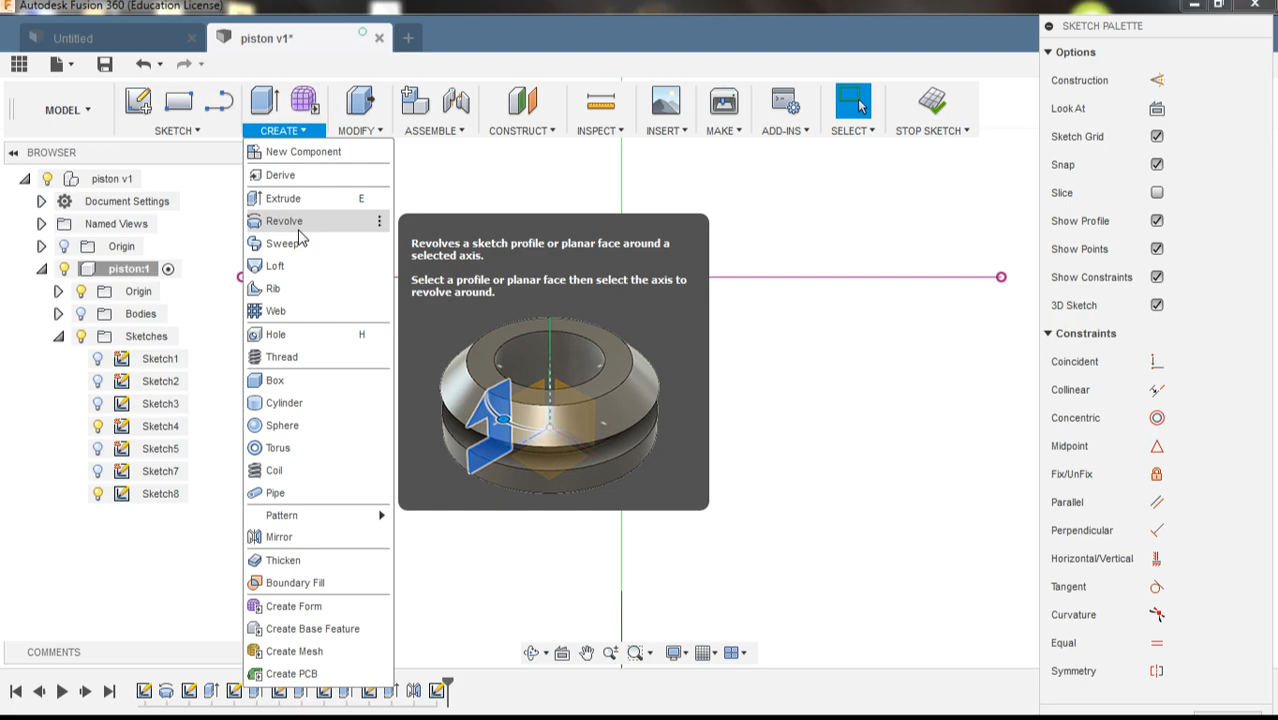 Autodesk Fusion 360 (Education License)
Untitled
piston v1*
MODEL
SKETCH
CREATE
MODIFY
ASSEMBLE
CONSTRUCT
INSPECT
INSERT
MAKE
ADD-INS
SELECT
STOP SKETCH
BROWSER
piston v1
Document Settings
Named Views
Origin
piston:1
Origin
Bodies
Sketches
Sketch1
Sketch2
Sketch3
Sketch4
Sketch5
Sketch7
Sketch8
COMMENTS
New Component
Derive
Extrude E
Revolve
Sweep
Loft
Rib
Web
Hole H
Thread
Box
Cylinder
Sphere
Torus
Coil
Pipe
Pattern
Mirror
Thicken
Boundary Fill
Create Form
Create Base Feature
Create Mesh
Create PCB
Revolves a sketch profile or planar face around a
selected axis.
Select a profile or planar face then select the axis to
revolve around.
SKETCH PALETTE
Options
Construction
Look At
Sketch Grid
Snap
Slice
Show Profile
Show Points
Show Constraints
3D Sketch
Constraints
Coincident
Collinear
Concentric
Midpoint
Fix/UnFix
Parallel
Perpendicular
Horizontal/Vertical
Tangent
Curvature
Equal
Symmetry